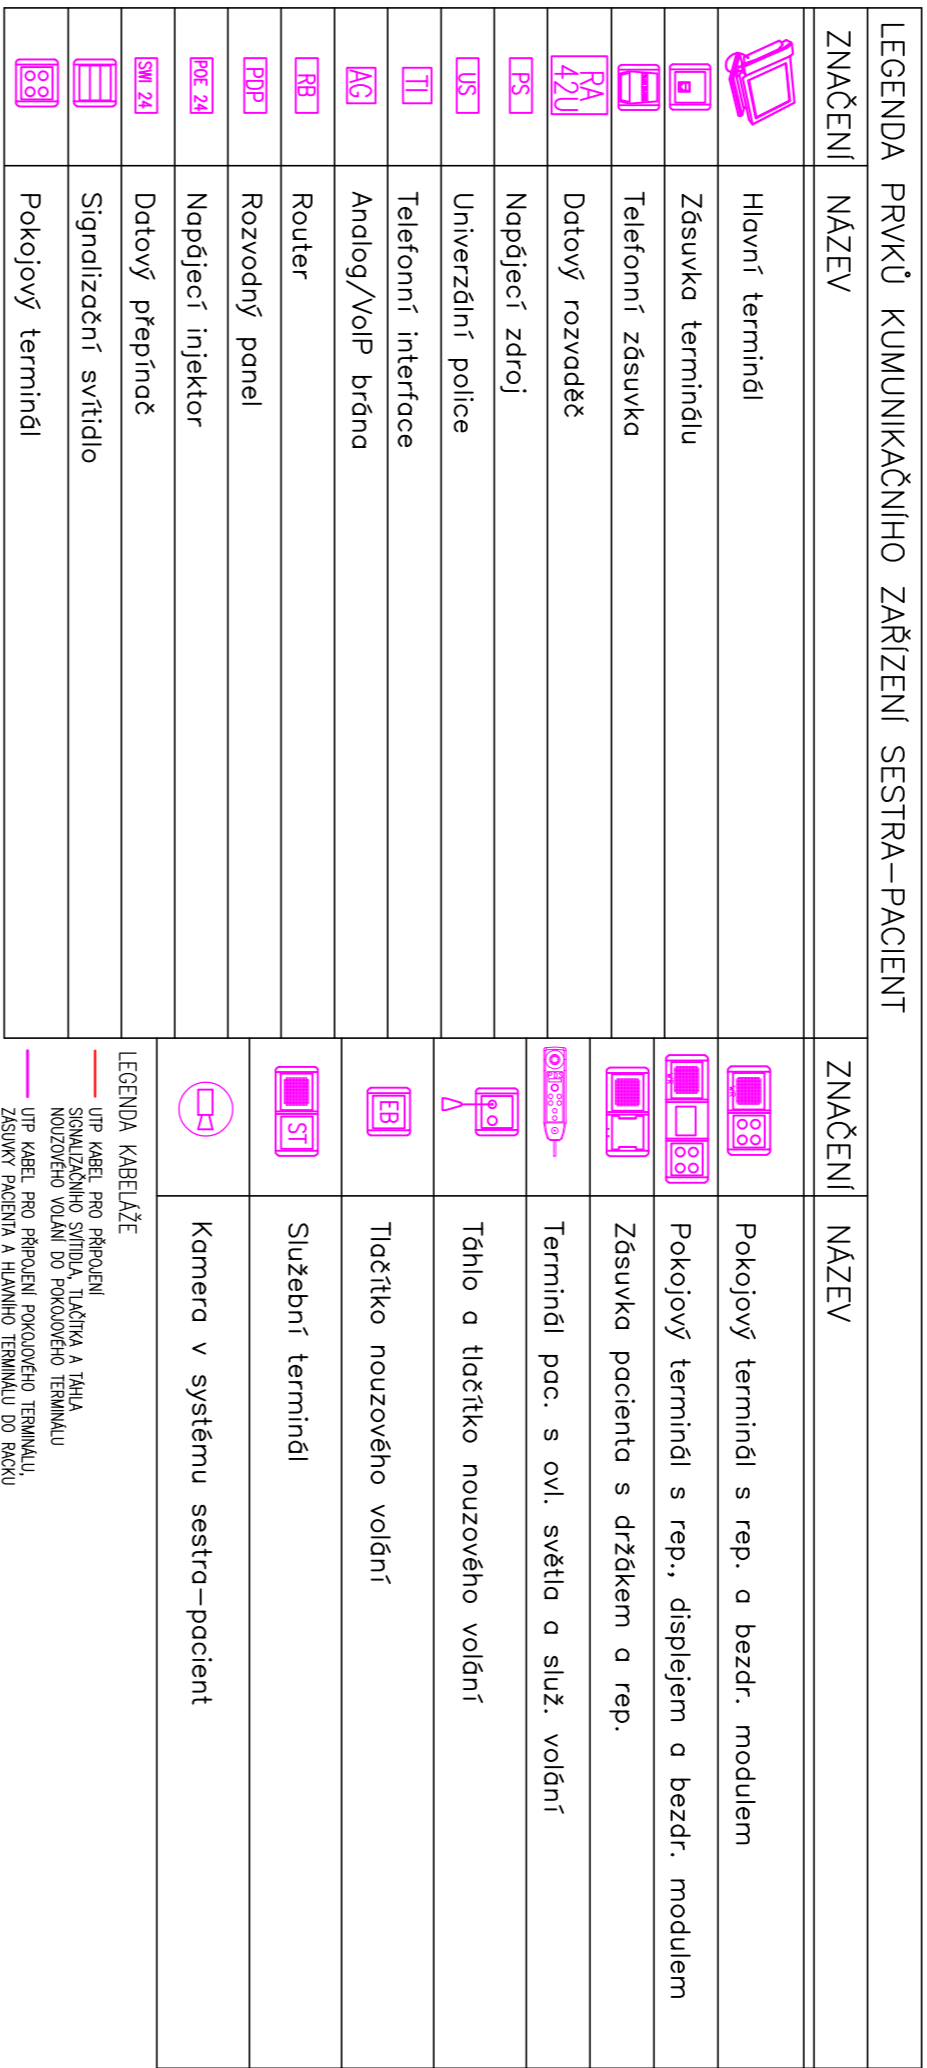 LEGENDA PRVKŮ KUMUNIKAČNÍHO ZAŘÍZENÍ SESTRA-PACIENT
ZNAČENÍ NÁZEV
Hlavní terminál
Zásuvka terminálu
Telefonní zásuvka
RA
42U
Datový rozvaděč
PS Napájecí zdroj
US Univerzální police
TI Telefonní interface
AG Analog/VoIP brána
RB Router
PDP Rozvodný panel
POE 24 Napájecí injektor
SWI 24 Datový přepínač
Signalizační svítidlo
Pokojový terminál
ZNAČENÍ NÁZEV
Pokojový terminál s rep. a bezdr. modulem
Pokojový terminál s rep., displejem a bezdr. modulem
Zásuvka pacienta s držákem a rep.
Terminál pac. s ovl. světla a služ. volání
Táhlo a tlačítko nouzového volání
EB Tlačítko nouzového volání
ST Služební terminál
Kamera v systému sestra-pacient
LEGENDA KABELÁŽE
UTP KABEL PRO PŘIPOJENÍ
SIGNALIZAČNÍHO SVÍTIDLA, TLAČÍTKA A TÁHLA
NOUZOVÉHO VOLÁNÍ DO POKOJOVÉHO TERMINÁLU
UTP KABEL PRO PŘIPOJENÍ POKOJOVÉHO TERMINÁLU,
ZÁSUVKY PACIENTA A HLAVNÍHO TERMINÁLU DO RACKU